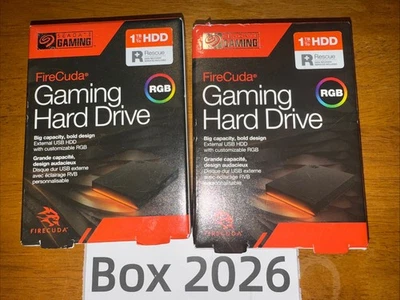 SEAGATE
GAMING
1TB HDD
Rescue
FireCuda®
Gaming
Hard Drive
RGB
Big capacity, bold design
External USB HDD
with customizable RGB
Grande capacité,
design audacieux
Disque dur USB externe
avec éclairage RVB
personnalisable
FIRECUDA
SEAGATE
GAMING
1TB HDD
Rescue
FireCuda®
Gaming
Hard Drive
RGB
Big capacity, bold design
External USB HDD
with customizable RGB
Grande capacité,
design audacieux
Disque dur USB externe
avec éclairage RVB
personnalisable
FIRECUDA
Box 2026